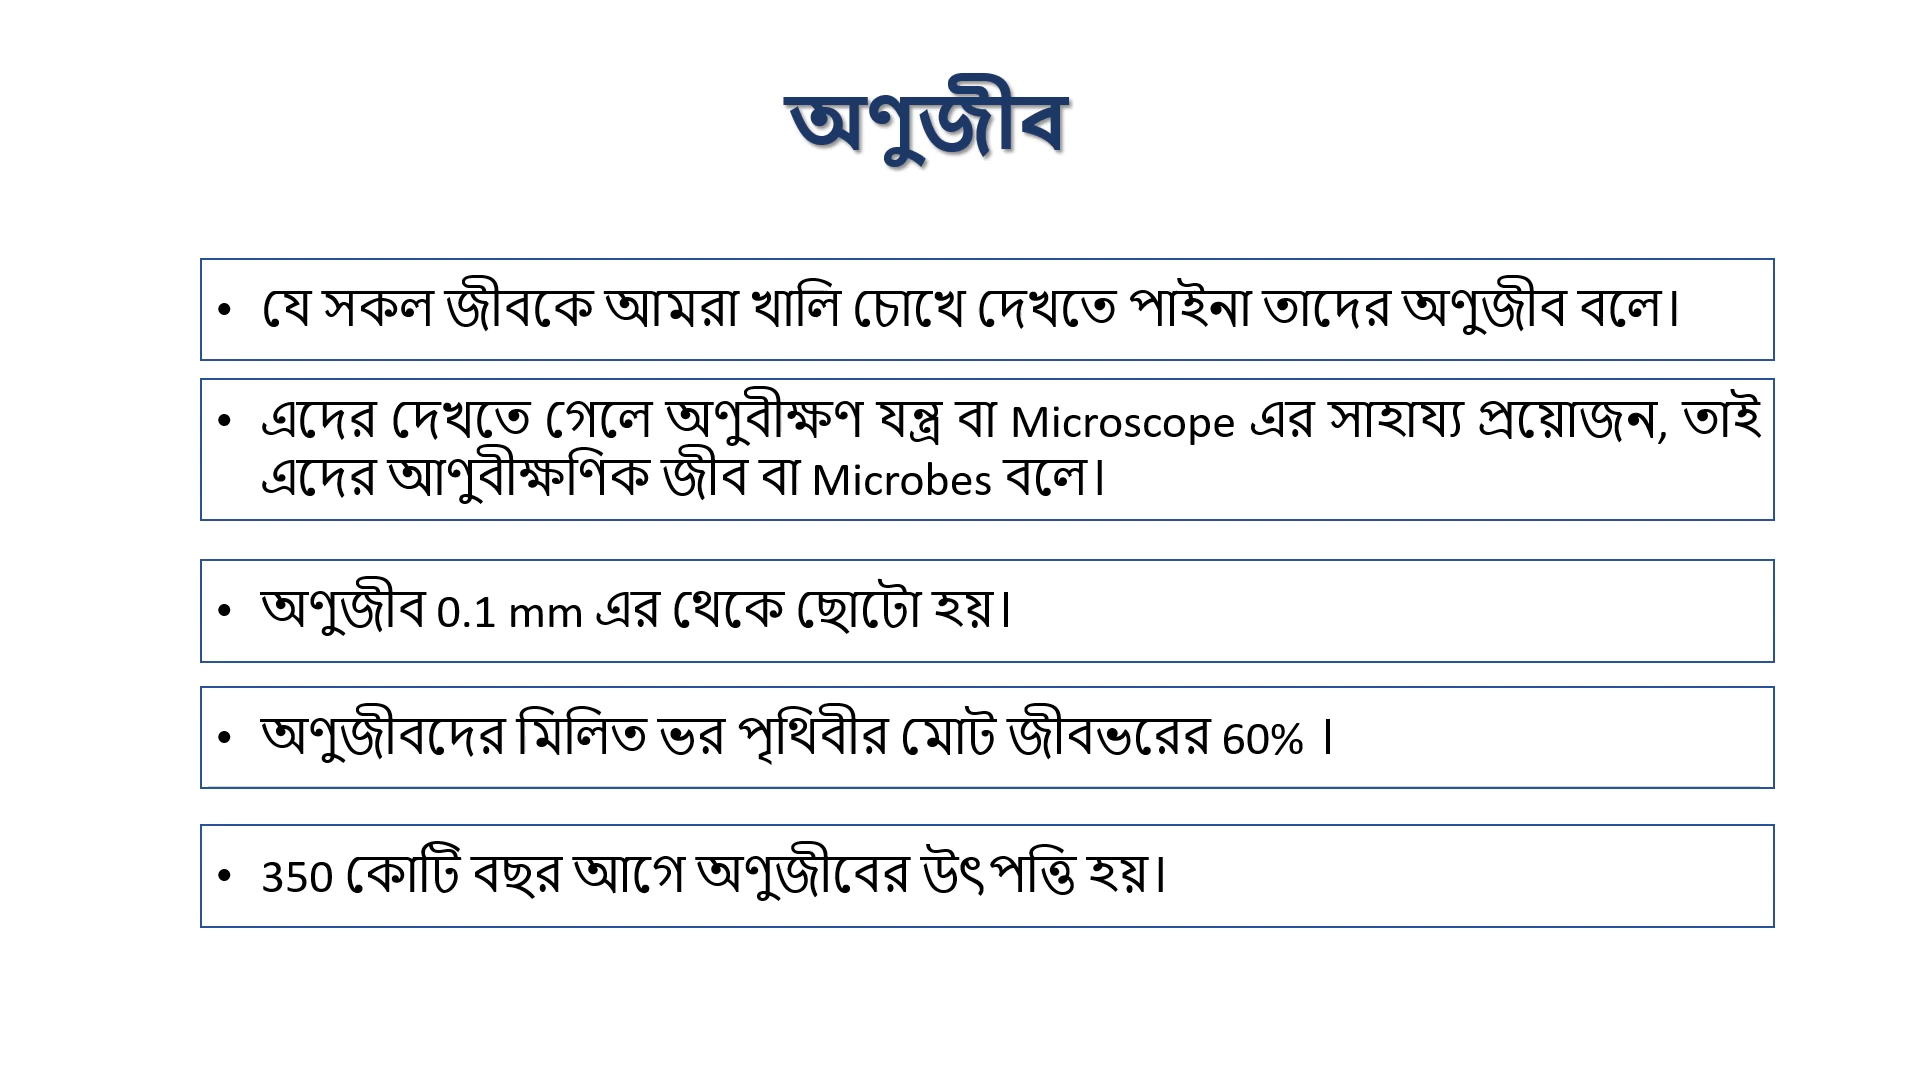 অণুজীব
• যে সকল জীবকে আমরা খালি চোখে দেখতে পাইনা তাদের অণুজীব বলে।
• এদের দেখতে গেলে অণুবীক্ষণ যন্ত্র বা Microscope এর সাহায্য প্রয়োজন, তাই
এদের আণুবীক্ষণিক জীব বা Microbes বলে।
• অণুজীব 0.1 mm এর থেকে ছোটো হয়।
• অণুজীবদের মিলিত ভর পৃথিবীর মোট জীবভরের 60% ।
• 350 কোটি বছর আগে অণুজীবের উৎপত্তি হয়।